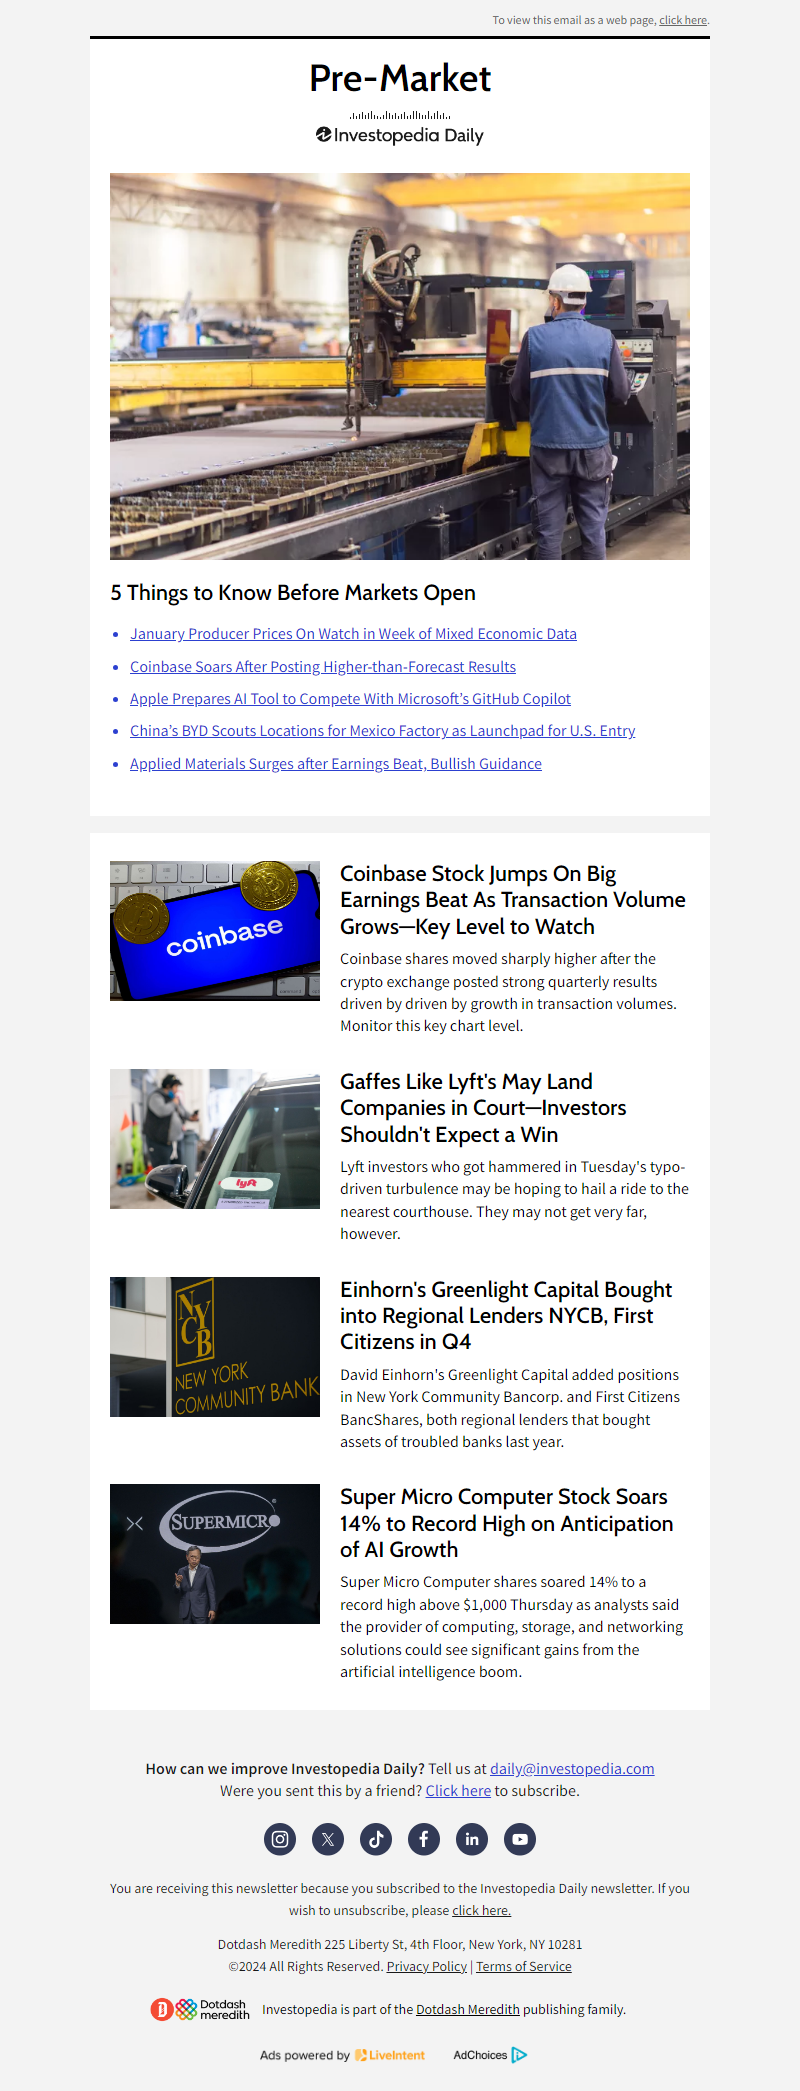 To view this email as a web page, click here.
Pre-Market
Investopedia Daily
5 Things to Know Before Markets Open
January Producer Prices On Watch in Week of Mixed Economic Data
Coinbase Soars After Posting Higher-than-Forecast Results
Apple Prepares AI Tool to Compete With Microsoft’s GitHub Copilot
China’s BYD Scouts Locations for Mexico Factory as Launchpad for U.S. Entry
Applied Materials Surges after Earnings Beat, Bullish Guidance
coinbase
Coinbase Stock Jumps On Big
Earnings Beat As Transaction Volume
Grows—Key Level to Watch
Coinbase shares moved sharply higher after the
crypto exchange posted strong quarterly results
driven by driven by growth in transaction volumes.
Monitor this key chart level.
lyft
Gaffes Like Lyft's May Land
Companies in Court—Investors
Shouldn't Expect a Win
Lyft investors who got hammered in Tuesday's typo-
driven turbulence may be hoping to hail a ride to the
nearest courthouse. They may not get very far,
however.
NYCB
NEW YORK
COMMUNITY BANK
Einhorn's Greenlight Capital Bought
into Regional Lenders NYCB, First
Citizens in Q4
David Einhorn's Greenlight Capital added positions
in New York Community Bancorp. and First Citizens
BancShares, both regional lenders that bought
assets of troubled banks last year.
SUPERMICRO
Super Micro Computer Stock Soars
14% to Record High on Anticipation
of AI Growth
Super Micro Computer shares soared 14% to a
record high above $1,000 Thursday as analysts said
the provider of computing, storage, and networking
solutions could see significant gains from the
artificial intelligence boom.
How can we improve Investopedia Daily? Tell us at daily@investopedia.com
Were you sent this by a friend? Click here to subscribe.
You are receiving this newsletter because you subscribed to the Investopedia Daily newsletter. If you
wish to unsubscribe, please click here.
Dotdash Meredith 225 Liberty St, 4th Floor, New York, NY 10281
©2024 All Rights Reserved. Privacy Policy | Terms of Service
Dotdash
meredith
Investopedia is part of the Dotdash Meredith publishing family.
Ads powered by LiveIntent
AdChoices